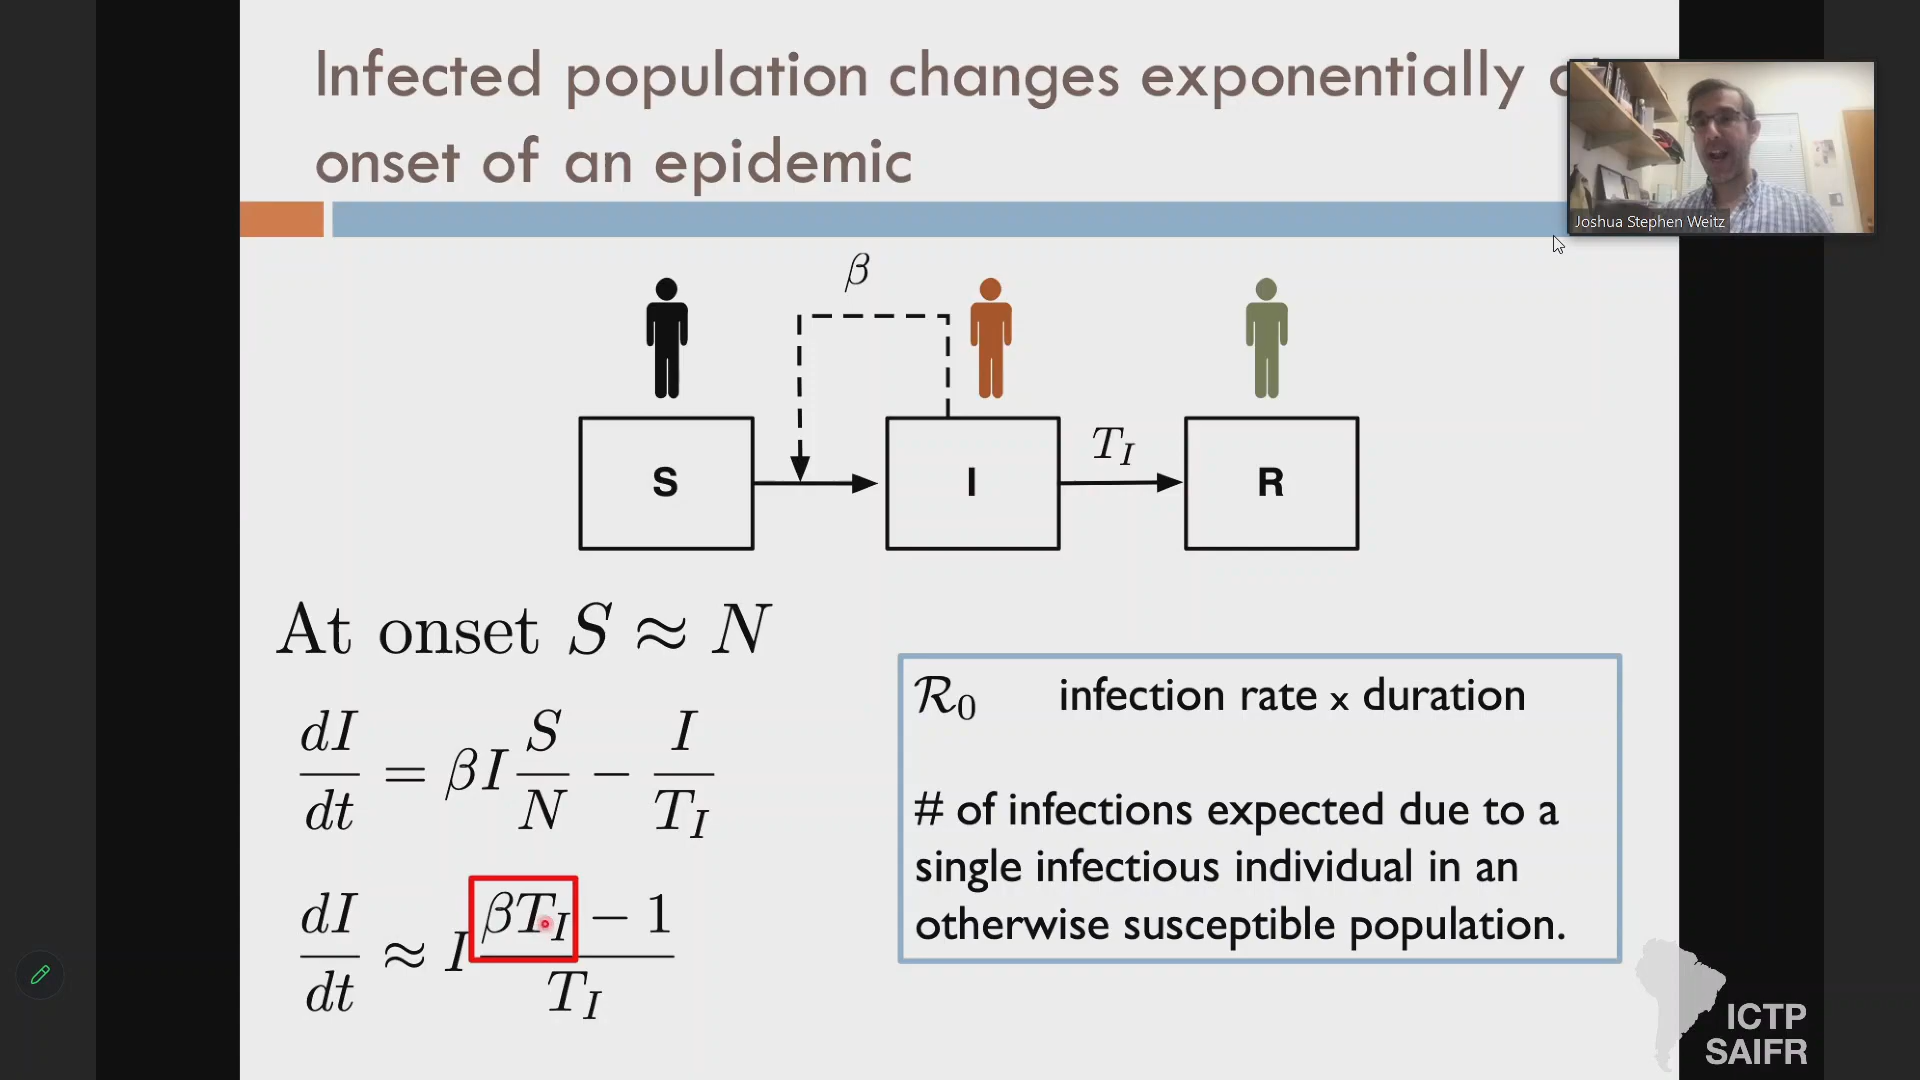 Infected population changes exponentially
onset of an epidemic
Joshua Stephen Weitz
β
T_I
S
I
R
At onset S ≈ N
dI/dt = βI S/N − I/T_I
dI/dt ≈ I (βT_I − 1)/T_I
ℛ₀ infection rate x duration
# of infections expected due to a
single infectious individual in an
otherwise susceptible population.
ICTP
SAIFR